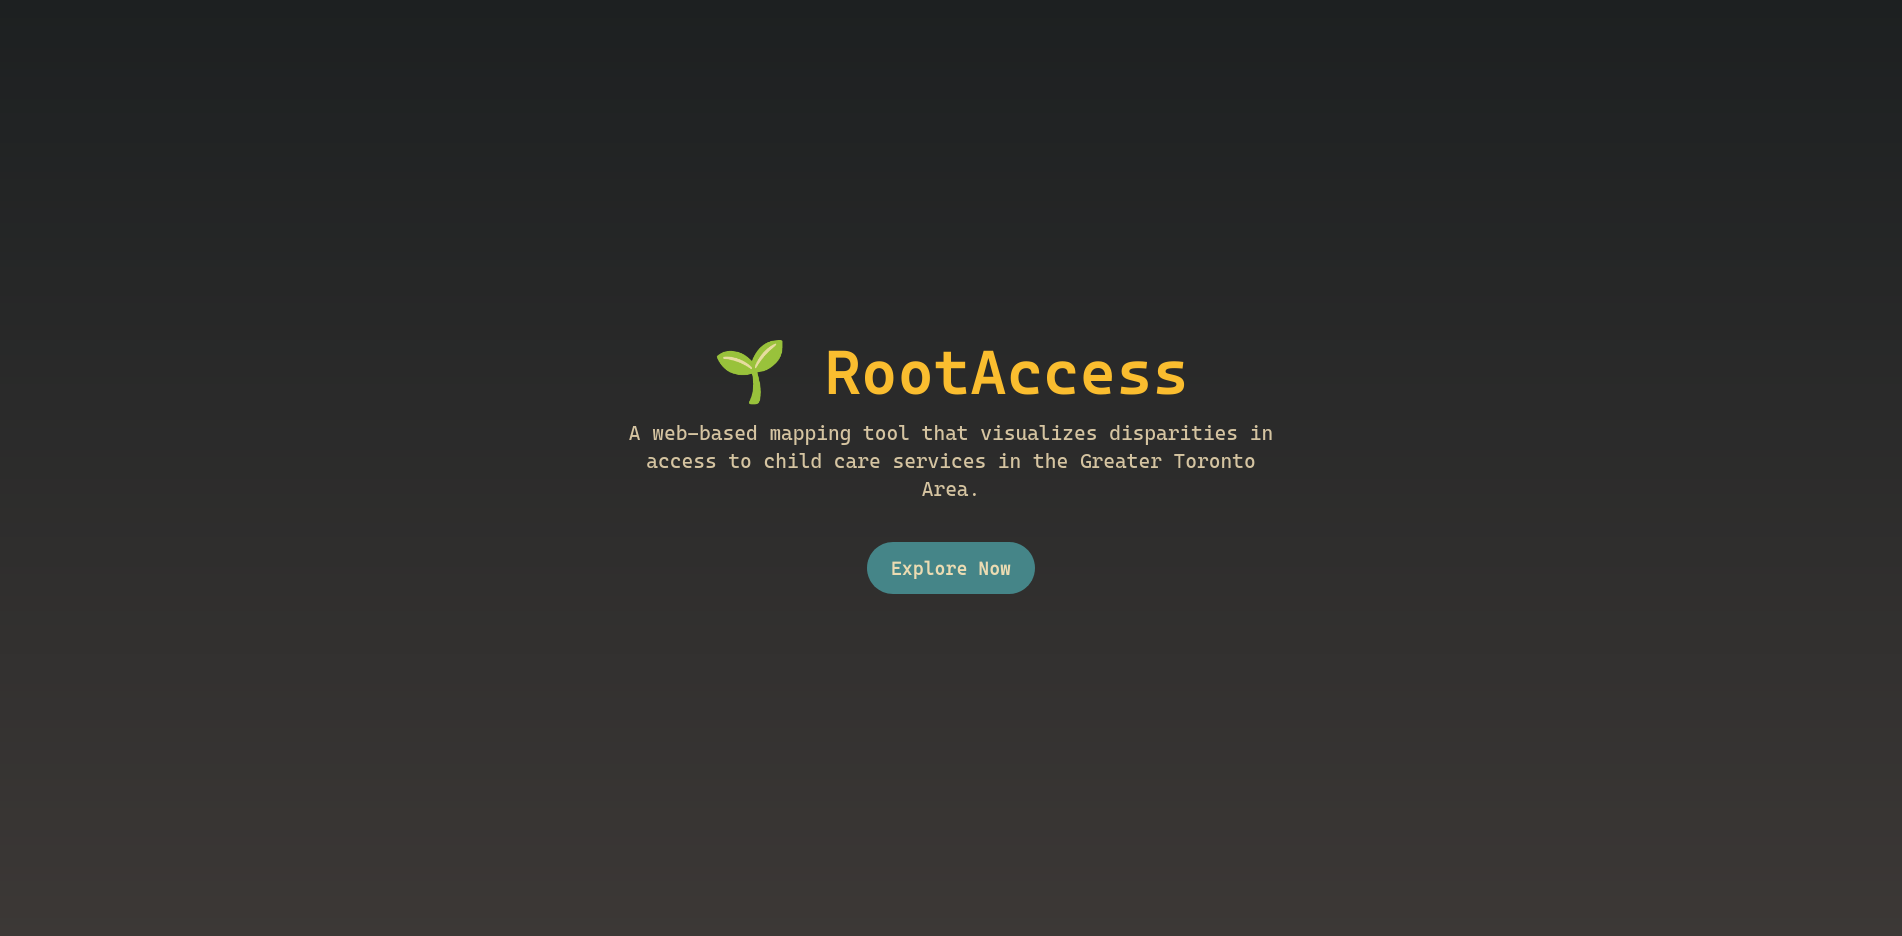 🌱 RootAccess
A web-based mapping tool that visualizes disparities in
access to child care services in the Greater Toronto
Area.
Explore Now